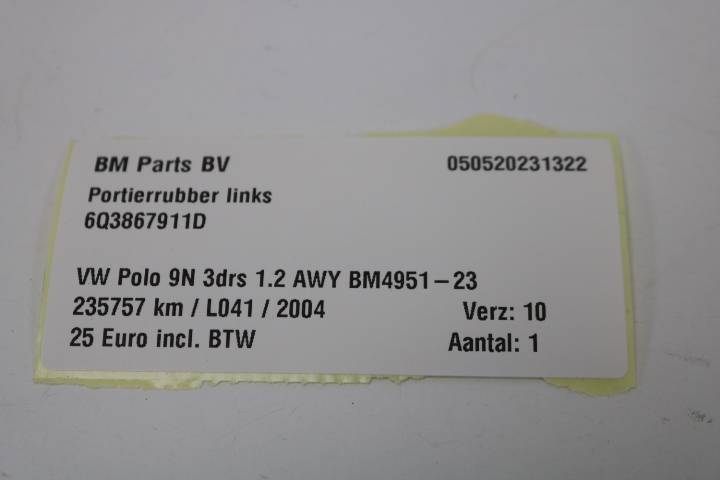 BM Parts BV 050520231322
Portierrubber links
6Q3867911D
VW Polo 9N 3drs 1.2 AWY BM4951-23
235757 km / L041 / 2004 Verz: 10
25 Euro incl. BTW Aantal: 1